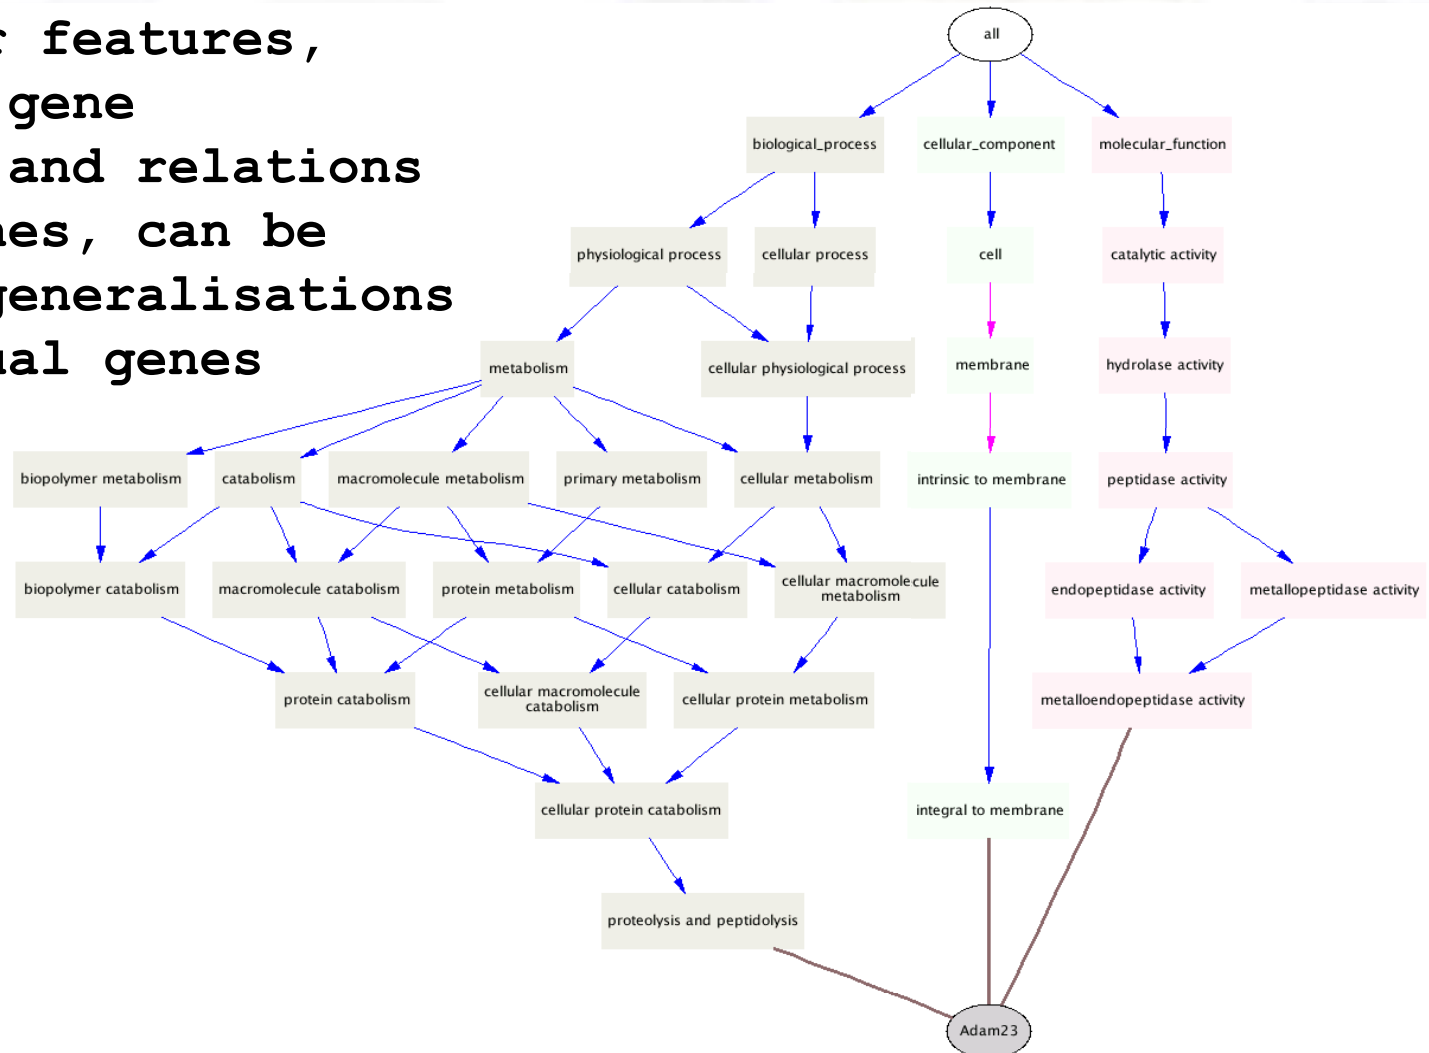 features,
gene
and relations
can be
generalisations
genes
all
biological_process
cellular_component
molecular_function
physiological process
cellular process
cell
catalytic activity
metabolism
cellular physiological process
membrane
hydrolase activity
biopolymer metabolism
catabolism
macromolecule metabolism
primary metabolism
cellular metabolism
intrinsic to membrane
peptidase activity
biopolymer catabolism
macromolecule catabolism
protein metabolism
cellular catabolism
cellular macromolecule
metabolism
endopeptidase activity
metallopeptidase activity
protein catabolism
cellular macromolecule
catabolism
cellular protein metabolism
metalloendopeptidase activity
cellular protein catabolism
integral to membrane
proteolysis and peptidolysis
Adam23